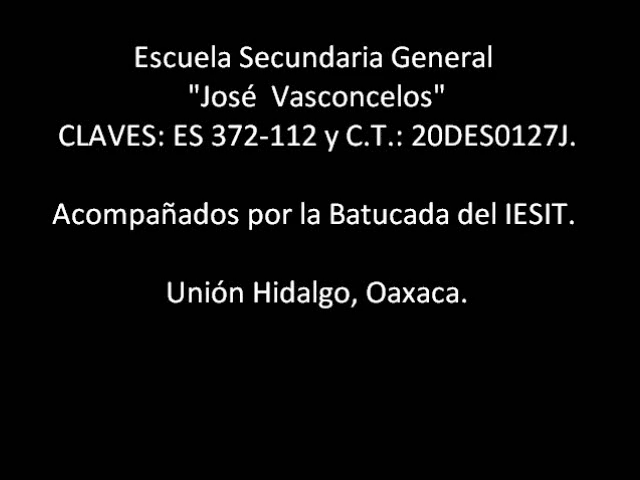 Escuela Secundaria General
"José  Vasconcelos"
CLAVES: ES 372-112 y C.T.: 20DES0127J.
Acompañados por la Batucada del IESIT.
Unión Hidalgo, Oaxaca.